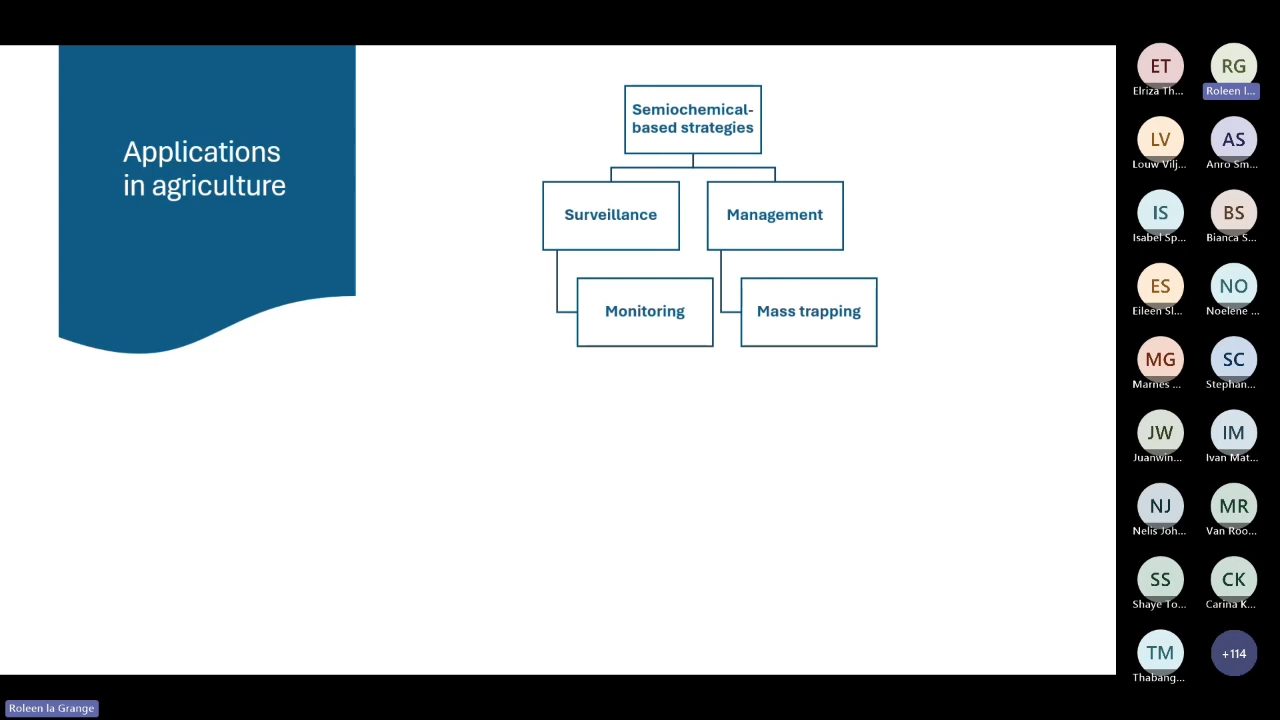 Applications
in agriculture
Semiochemical-
based strategies
Surveillance
Management
Monitoring
Mass trapping
ET
RG
Elriza Th...
Roleen l...
LV
AS
Louw Vilj...
Anro Sm...
IS
BS
Isabel Sp...
Bianca S...
ES
NO
Eileen Sl...
Noelene ...
MG
SC
Marnes ...
Stephan...
JW
IM
Juanwin...
Ivan Mat...
NJ
MR
Nelis Joh...
Van Roo...
SS
CK
Shaye To...
Carina K...
TM
+114
Thabang...
Roleen la Grange